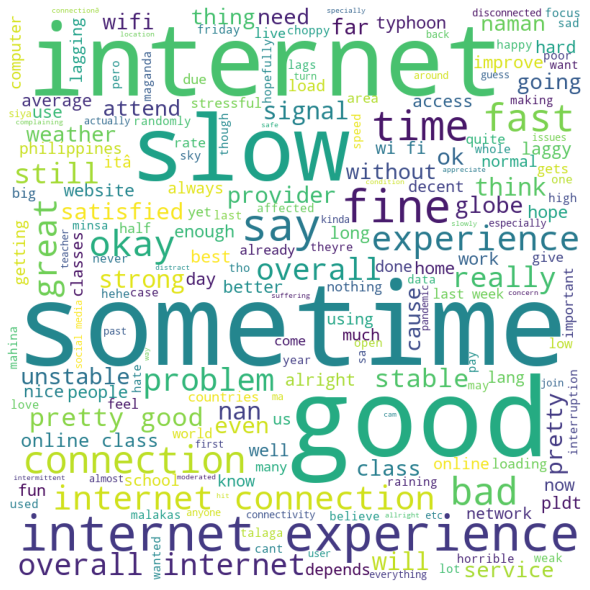 connectionâ
specially
disconnected
focus
location
friday
choppy
back
happy
sad
wifi
thing
need
far
typhoon
naman
computer
lagging
internet
live
hopefully
lags
turn
around
improve
guess
poor
want
hard
siya
pero
maganda
due
load
area
making
average
attend
signal
speed
access
going
use
actually
stressful
time
fast
complaining
randomly
safe
slow
quite
issues
weather
though
wi fi
laggy
still
philippines
itâ
rate
sky
without
ok
normal
whole
appreciate
big
website
always
provider
decent
gets
one
condition
think
high
satisfied
yet
last
affected
kinda
fine
globe
hope
slowly
especially
getting
minsa
half
enough
say
long
experience
great
classes
teacher
never
okay
best
already
theyre
done
home
work
give
distract
tho
nothing
data
pandemic
concern
strong
day
better
overall
cause
really
important
mahina
social media
hehe
case
using
much
last week
low
suffering
come
sa
open
past
year
pay
unstable
hate
problem
sometime
stable
may
join
nice
people
alright
lang
interruption
love
feel
countries
ma
pretty good
nan
even
us
pretty
way
world
online class
first
well
good
connection
know
many
class
online
loading
now
fun
school
cam
raining
pldt
intermittent
almost
moderated
hit
used
internet connection
bad
anyone
network
malakas
connectivity
believe
allright
etc
internet experience
wanted
talaga
cant
user
horrible
weak
will
overall internet
depends
everything
lot
service